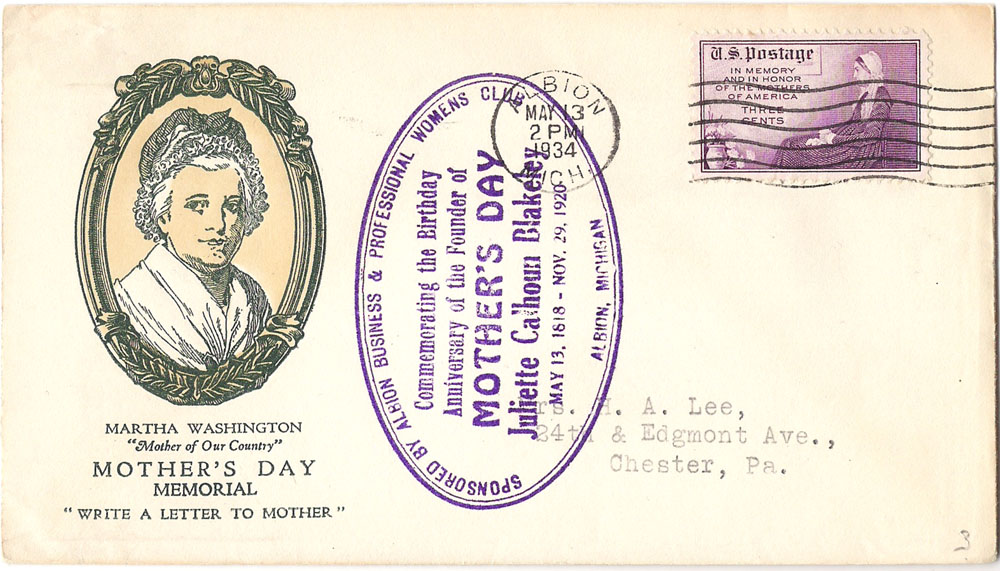 MARTHA WASHINGTON
"Mother of Our Country"
MOTHER'S DAY
MEMORIAL
"WRITE A LETTER TO MOTHER"
SPONSORED BY ALBION BUSINESS & PROFESSIONAL WOMENS CLUB
Commemorating the Birthday
Anniversary of the Founder of
MOTHER'S DAY
Juliette Calhoun Blakeley
MAY 13, 1818 - NOV. 29, 1920
ALBION, MICHIGAN
ALBION
MAY 13
2 PM
1934
MICH.
U.S. Postage
IN MEMORY
AND IN HONOR
OF THE MOTHERS
OF AMERICA
THREE
CENTS
Mrs. H. A. Lee,
24th & Edgmont Ave.,
Chester, Pa.
3